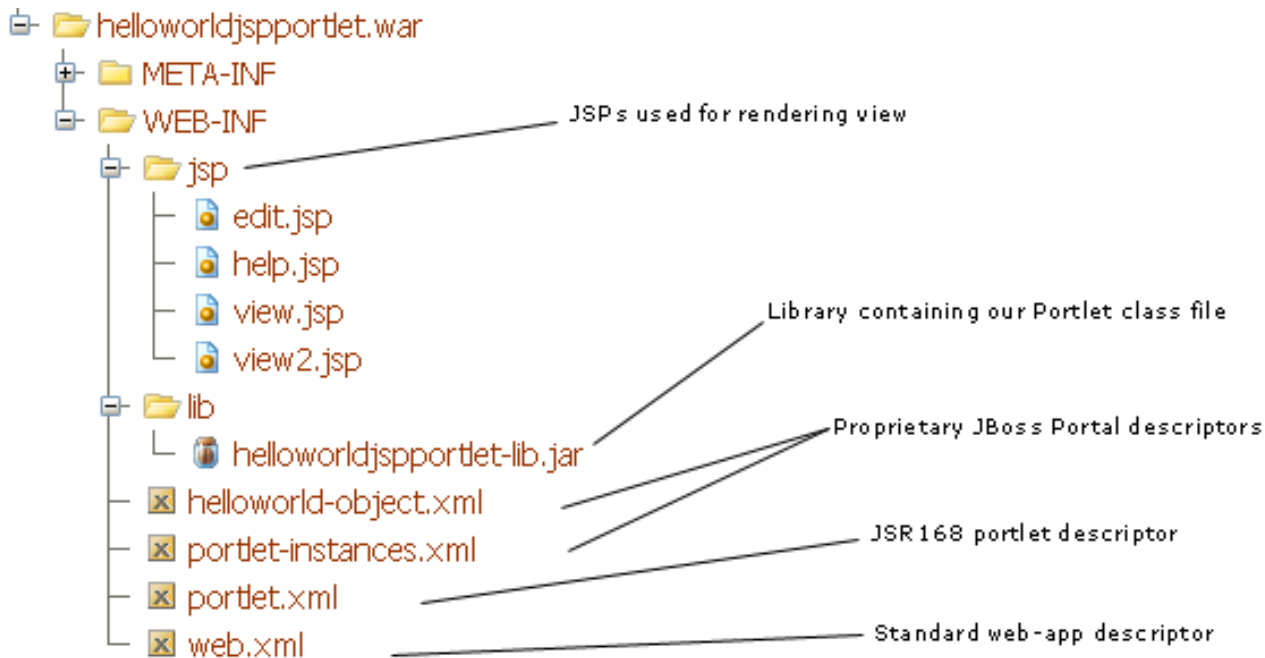 helloworldjspportlet.war
META-INF
WEB-INF
JSPs used for rendering view
jsp
edit.jsp
help.jsp
view.jsp
Library containing our Portlet class file
view2.jsp
lib
Proprietary JBoss Portal descriptors
helloworldjspportlet-lib.jar
helloworld-object.xml
JSR168 portlet descriptor
portlet-instances.xml
portlet.xml
Standard web-app descriptor
web.xml